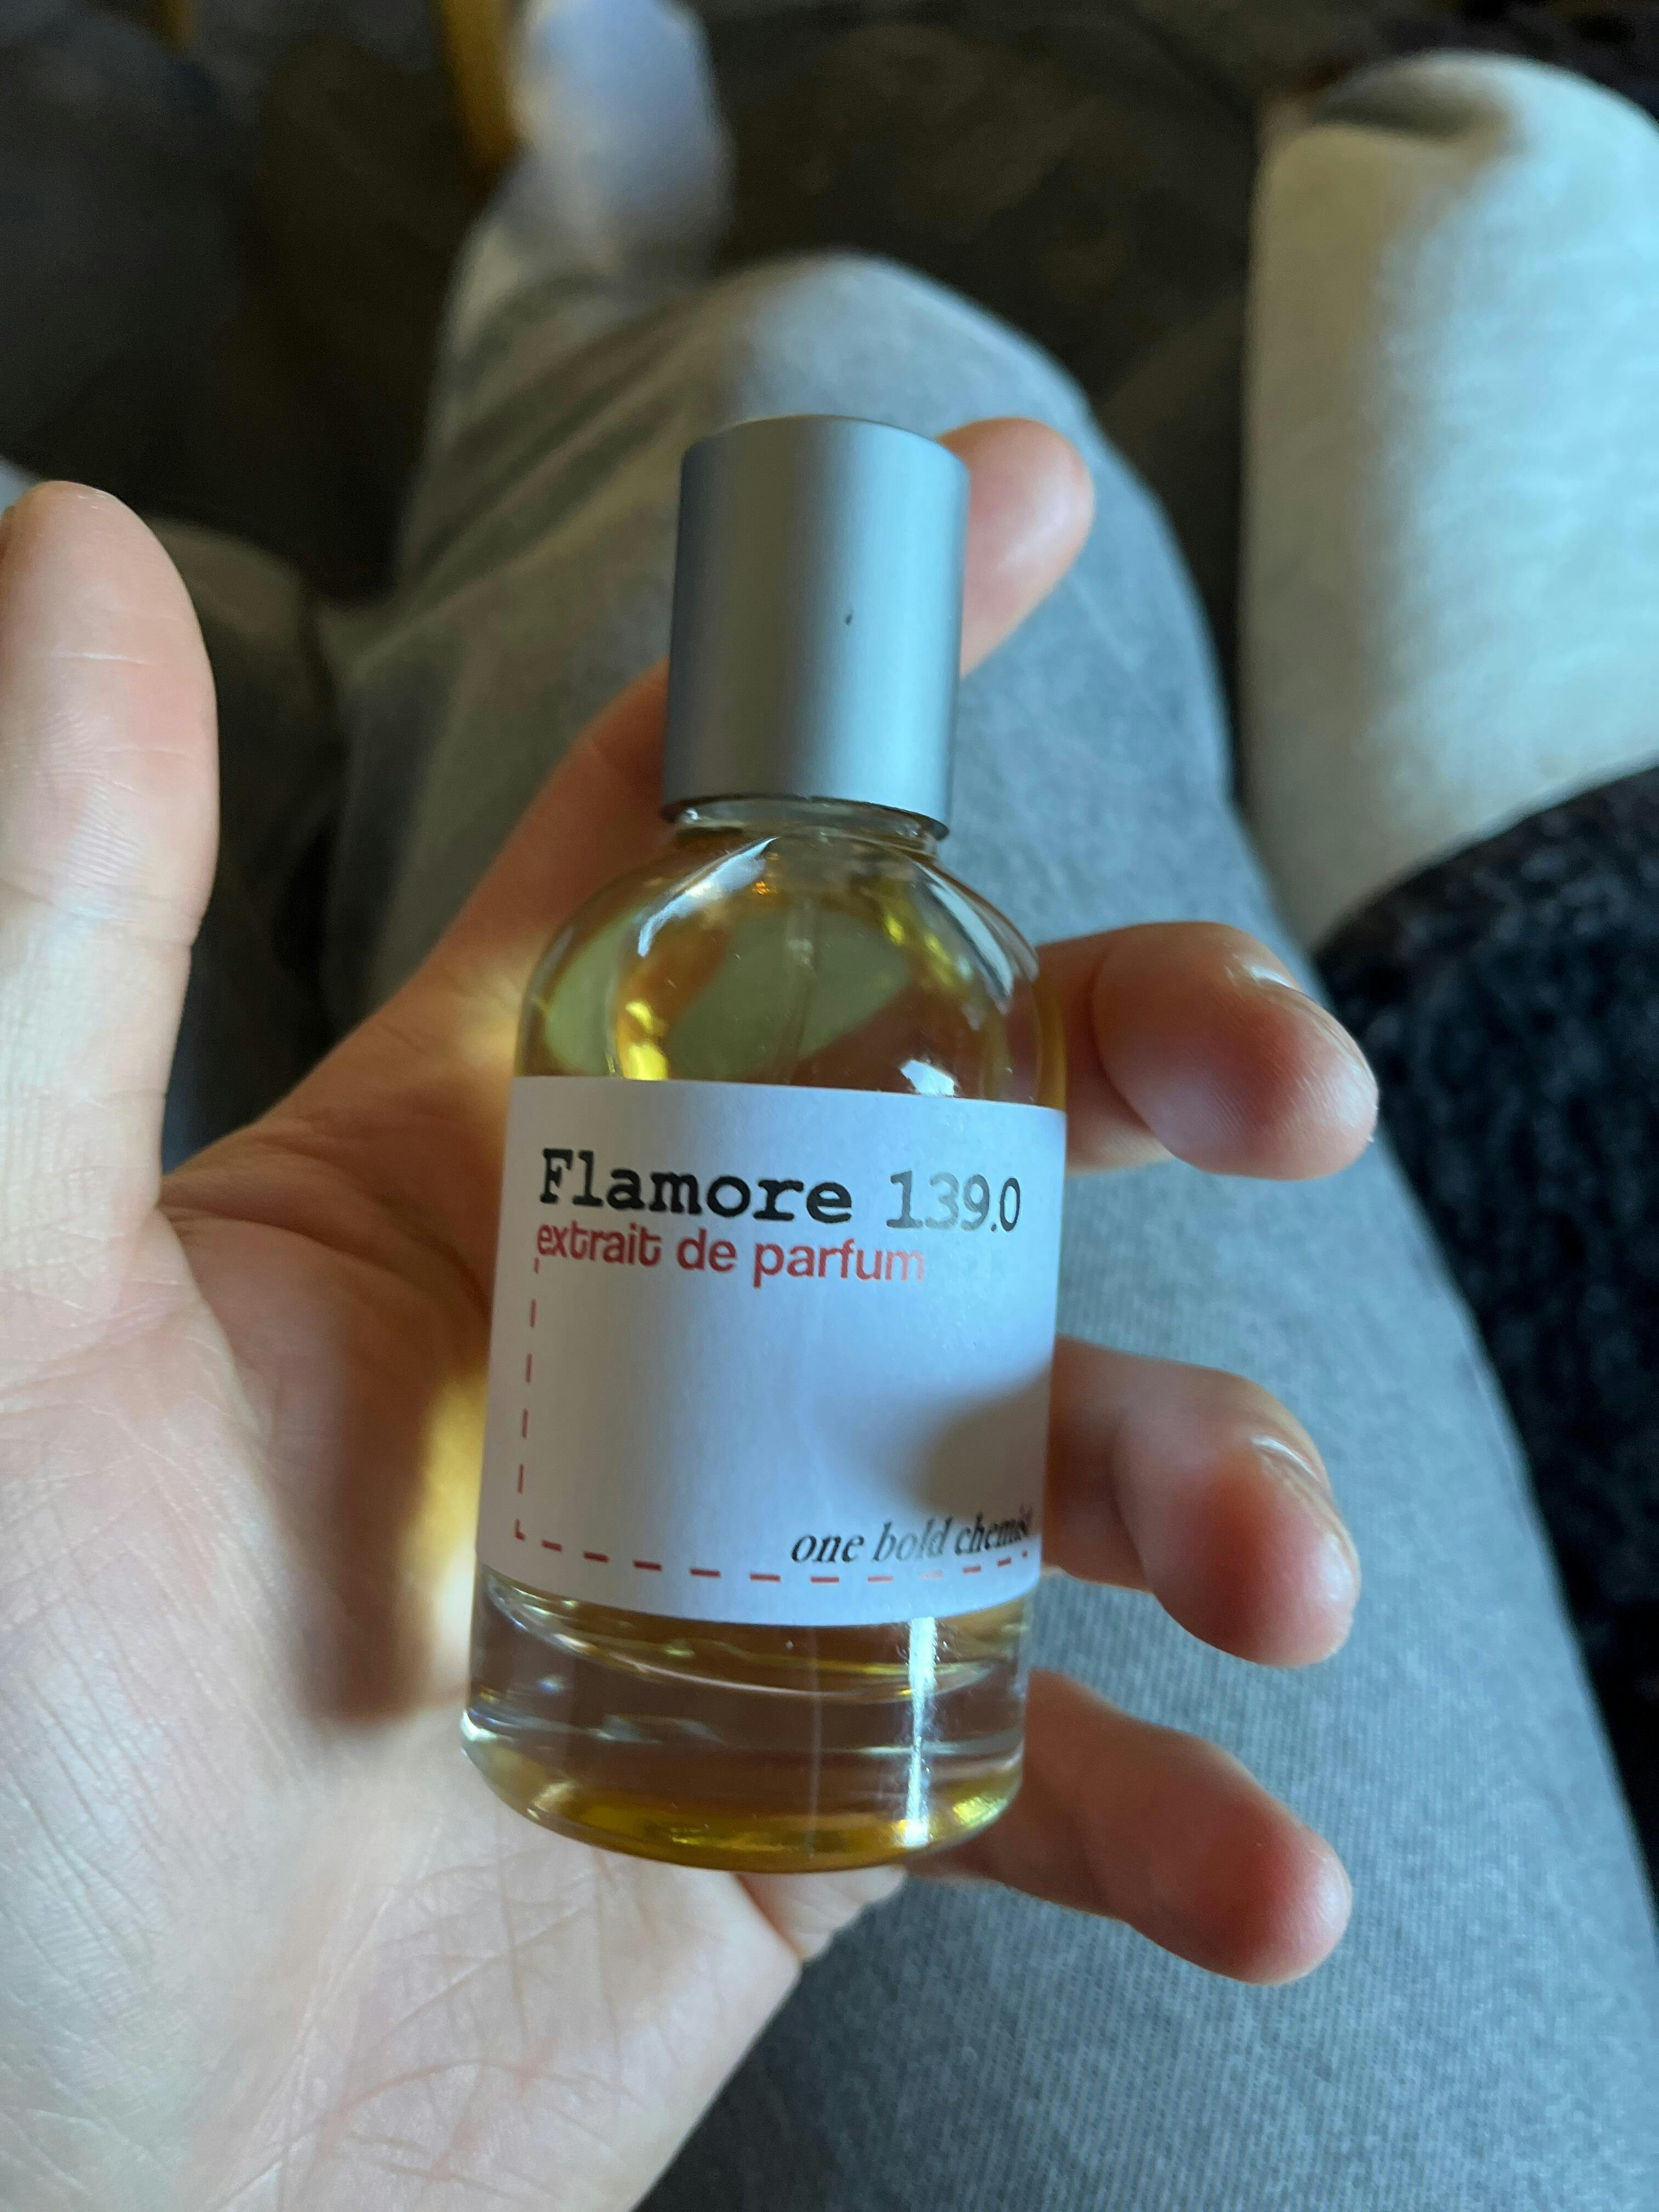 Flamore 139.0
extrait de parfum
one bold chemist